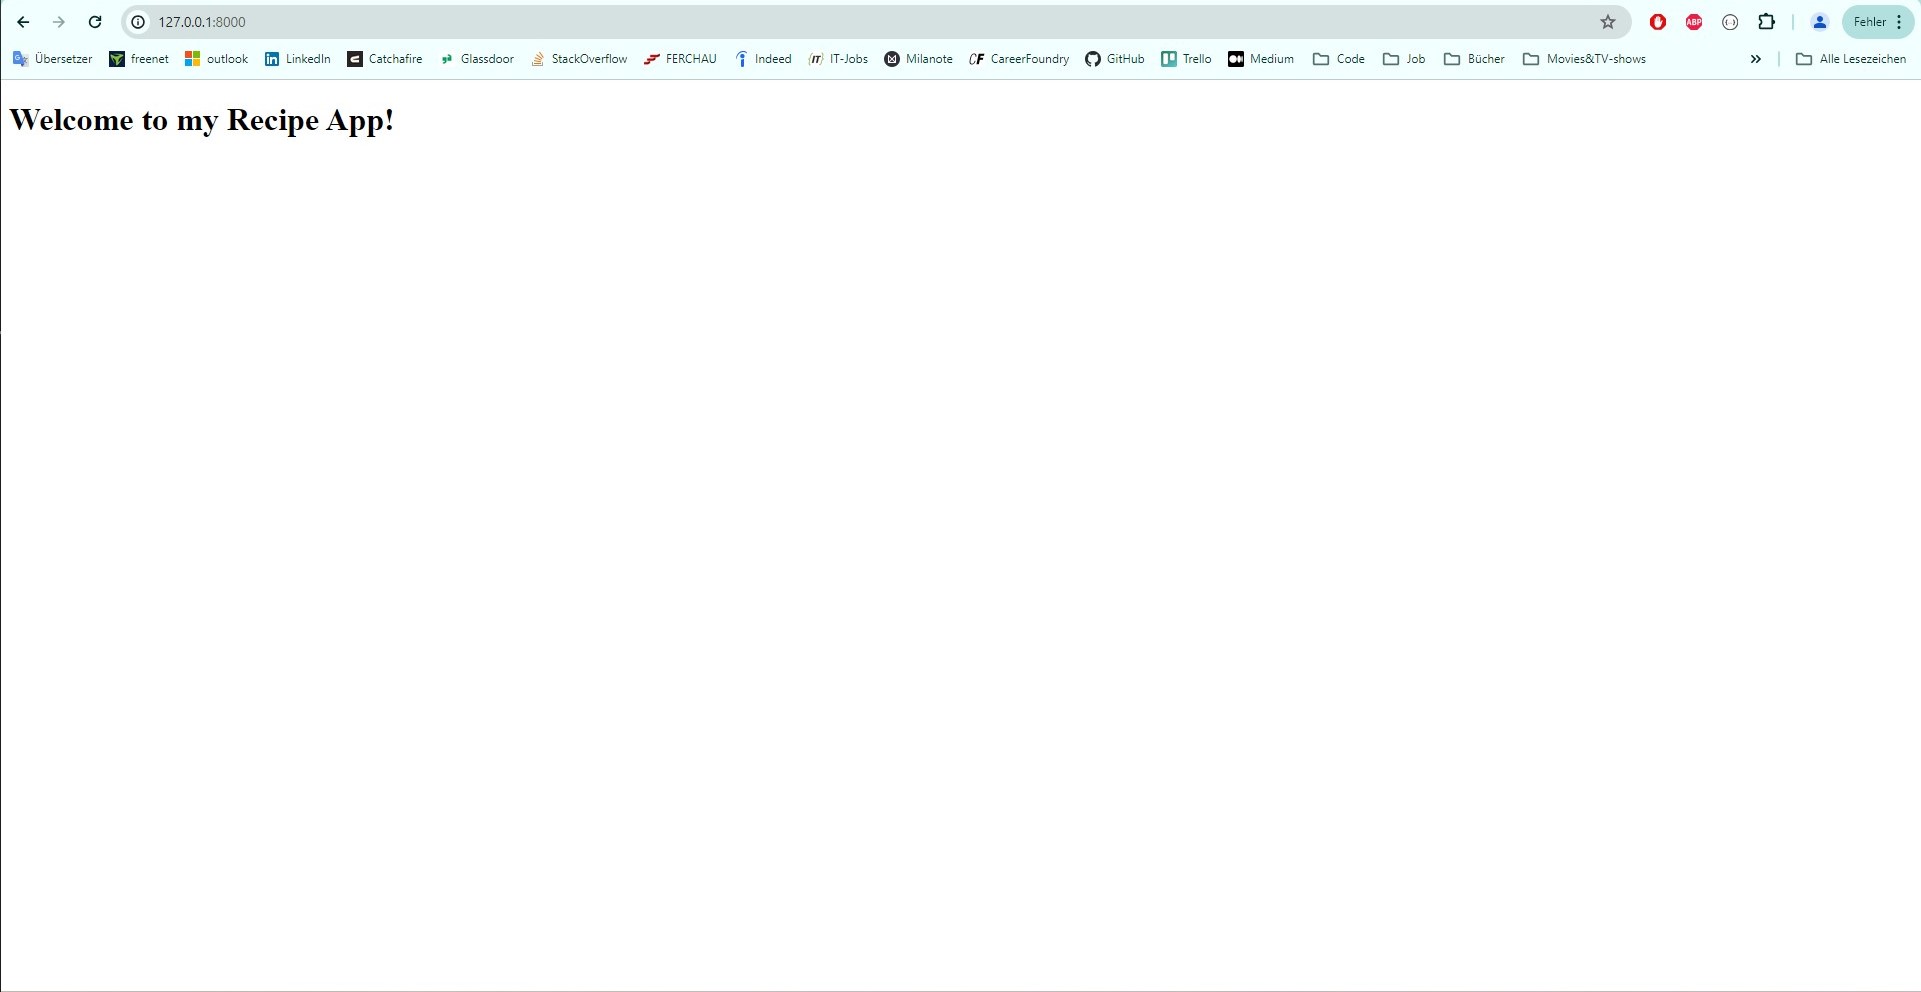 127.0.0.1:8000
ABP
Fehler
Übersetzer freenet outlook LinkedIn Catchafire Glassdoor StackOverflow FERCHAU Indeed IT-Jobs Milanote CareerFoundry GitHub Trello Medium Code Job Bücher Movies&TV-shows » Alle Lesezeichen
Welcome to my Recipe App!